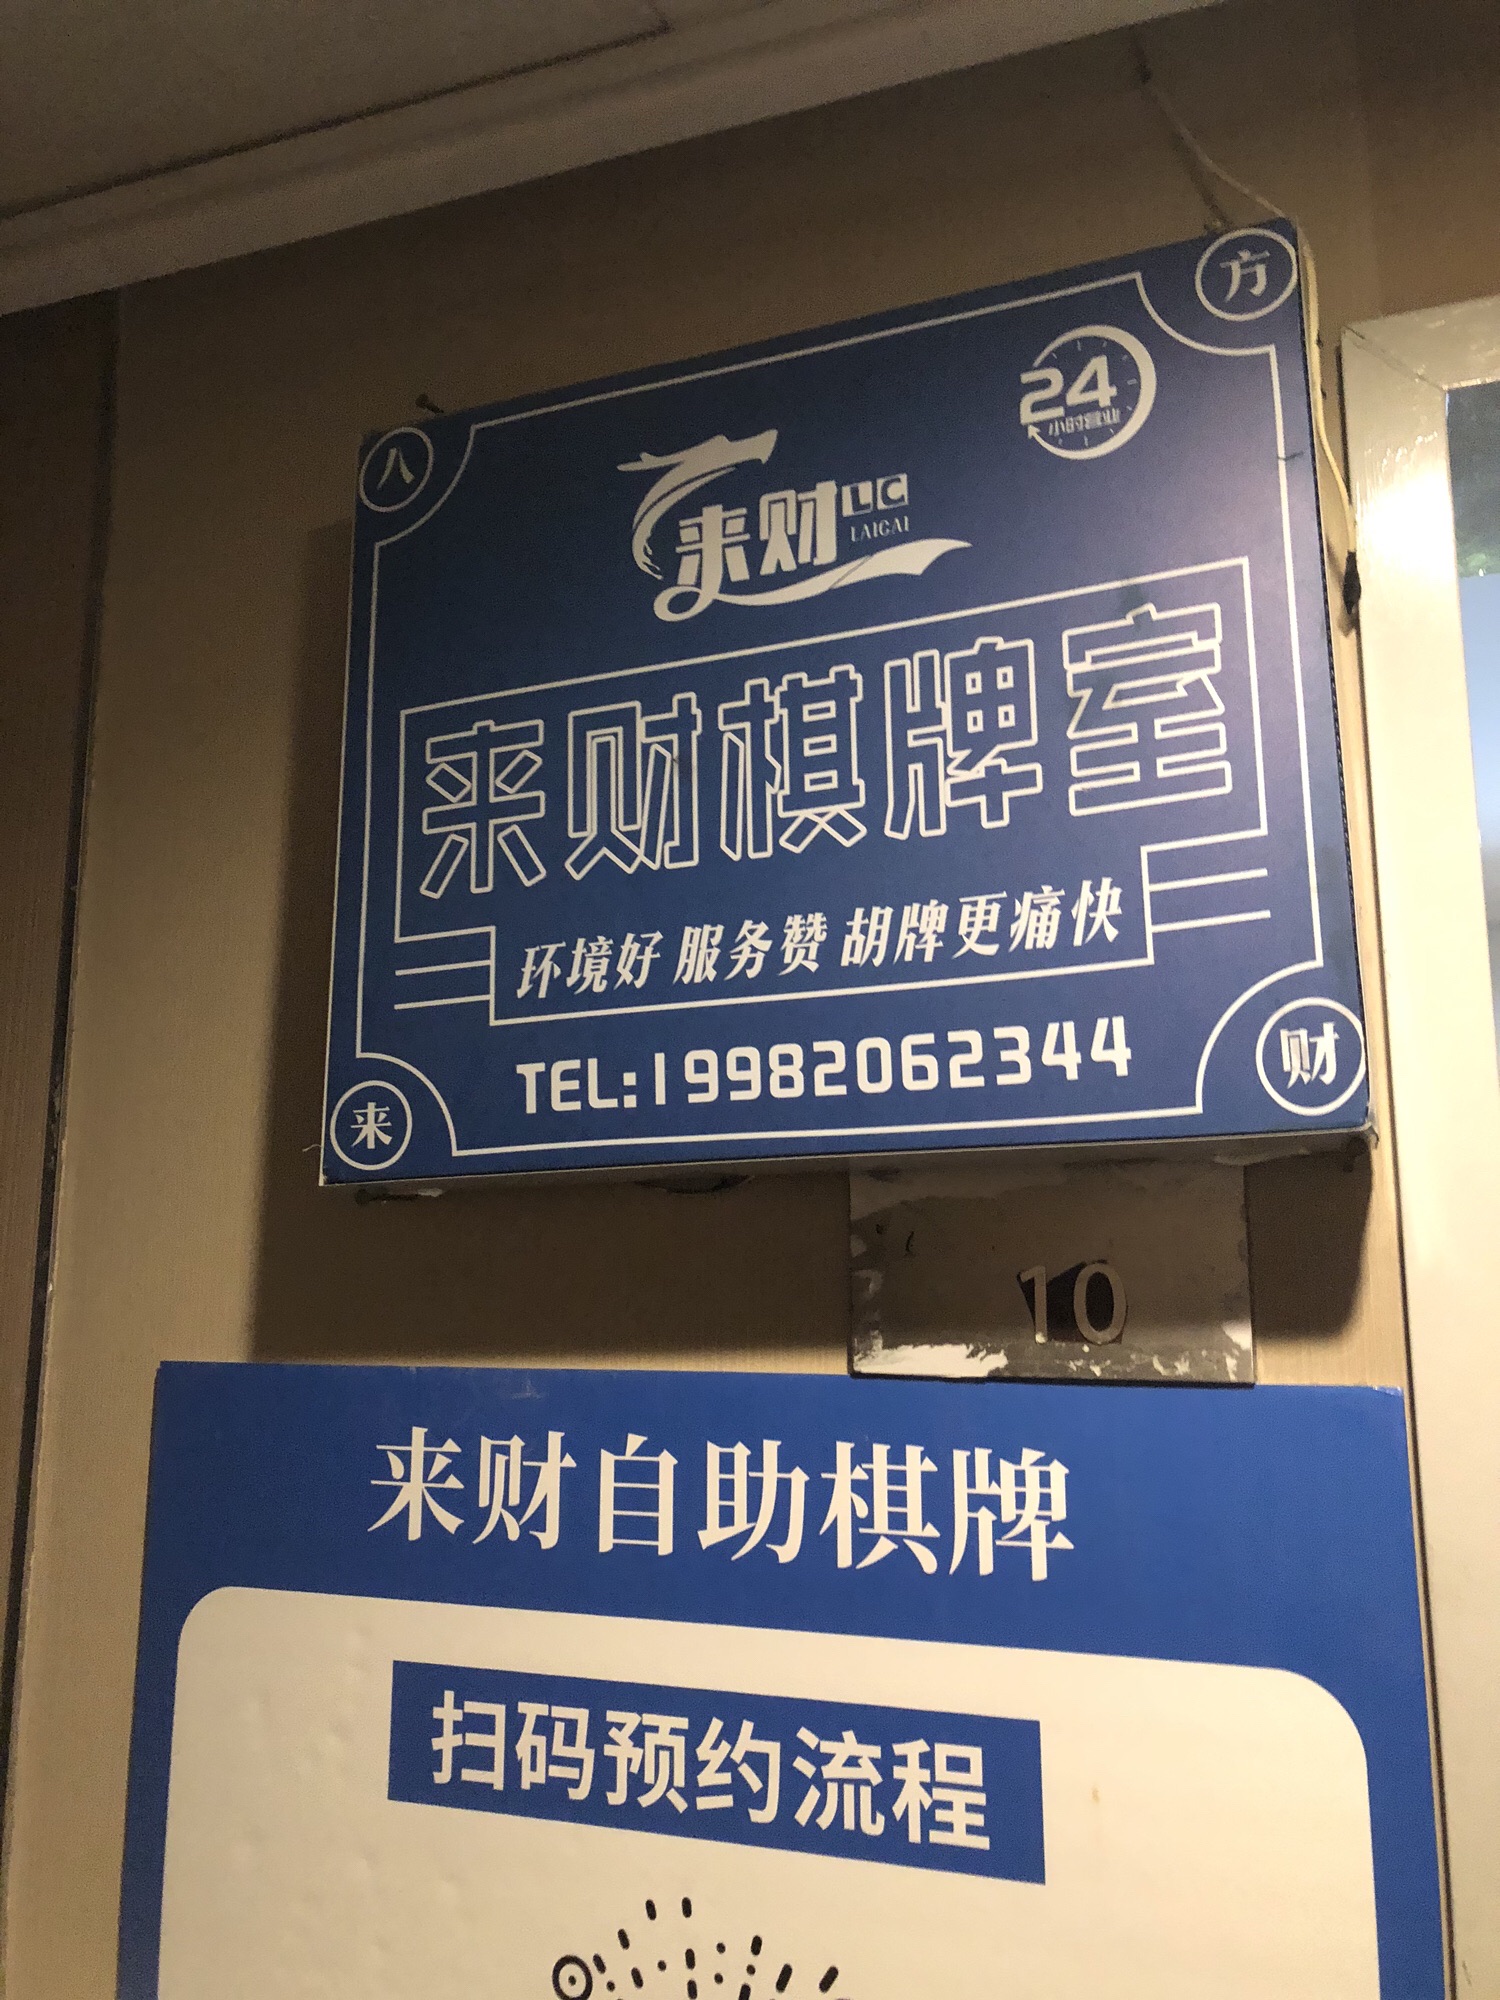 八
方
24
小时营业
来财 LC
LAICAI
来财棋牌室
环境好 服务赞 胡牌更痛快
TEL:19982062344
来
财
10
来财自助棋牌
扫码预约流程